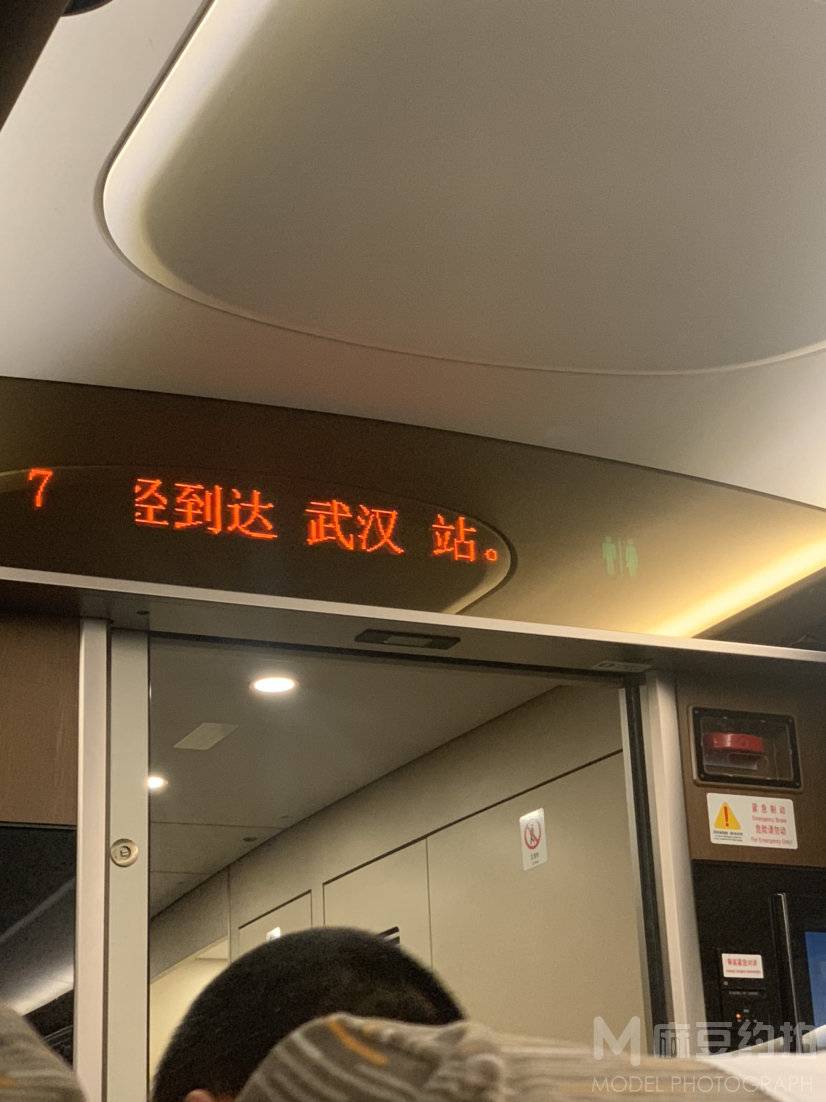 7 经到达 武汉 站。
紧急制动
Emergency Brake
危险请勿动
For Emergency Only!
M 麻豆约拍
MODEL PHOTOGRAPH